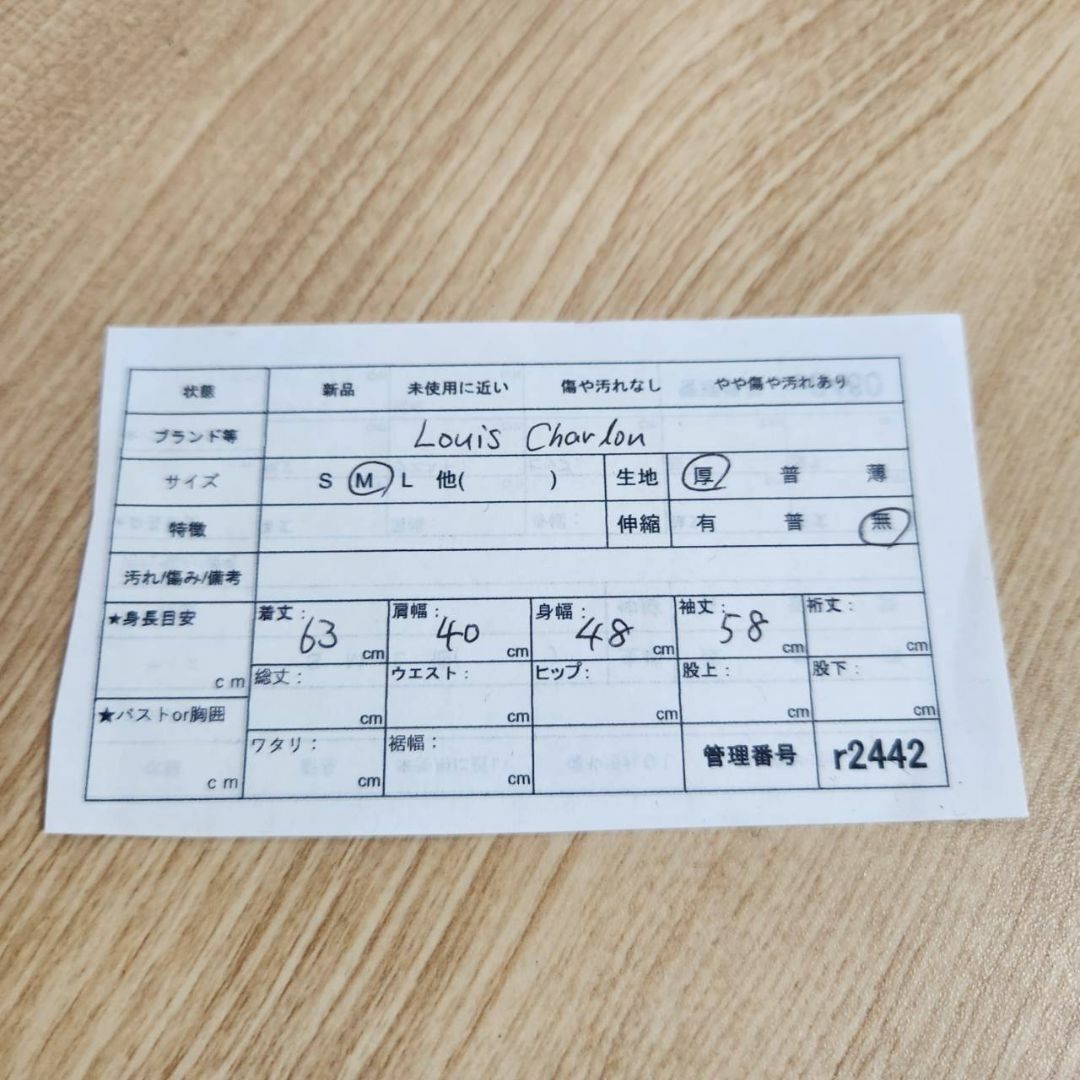 状態 新品 未使用に近い 傷や汚れなし やや傷や汚れあり
ブランド等 Louis Charlon
サイズ S M L 他( ) 生地 厚 普 薄
特徴 伸縮 有 普 無
汚れ/傷み/備考
★身長目安 cm 着丈: 63 cm 肩幅: 40 cm 身幅: 48 cm 袖丈: 58 cm 裄丈: cm
総丈: cm ウエスト: cm ヒップ: cm 股上: cm 股下: cm
★バストor胸囲 cm ワタリ: cm 裾幅: cm 管理番号 r2442